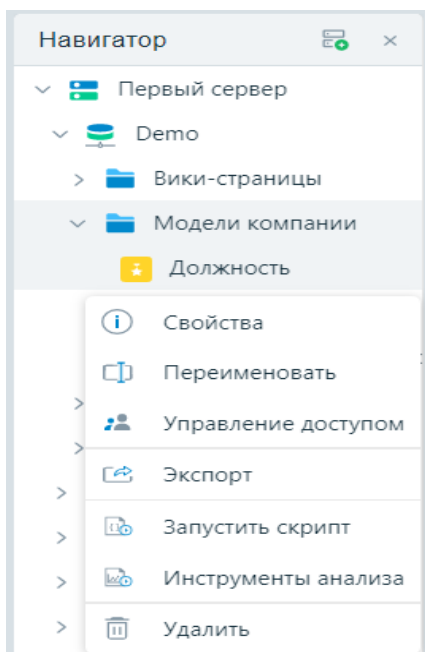 Навигатор
Первый сервер
Demo
Вики-страницы
Модели компании
Должность
Свойства
Переименовать
Управление доступом
Экспорт
Запустить скрипт
Инструменты анализа
Удалить